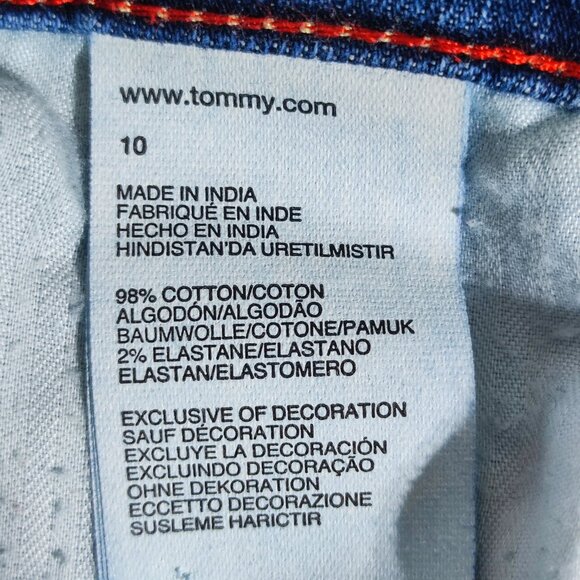 www.tommy.com
10
MADE IN INDIA
FABRIQUÉ EN INDE
HECHO EN INDIA
HINDISTAN'DA URETILMISTIR
98% COTTON/COTON
ALGODÓN/ALGODÃO
BAUMWOLLE/COTONE/PAMUK
2% ELASTANE/ELASTANO
ELASTAN/ELASTOMERO
EXCLUSIVE OF DECORATION
SAUF DÉCORATION
EXCLUYE LA DECORACIÓN
EXCLUINDO DECORAÇÃO
OHNE DEKORATION
ECCETTO DECORAZIONE
SUSLEME HARICTIR